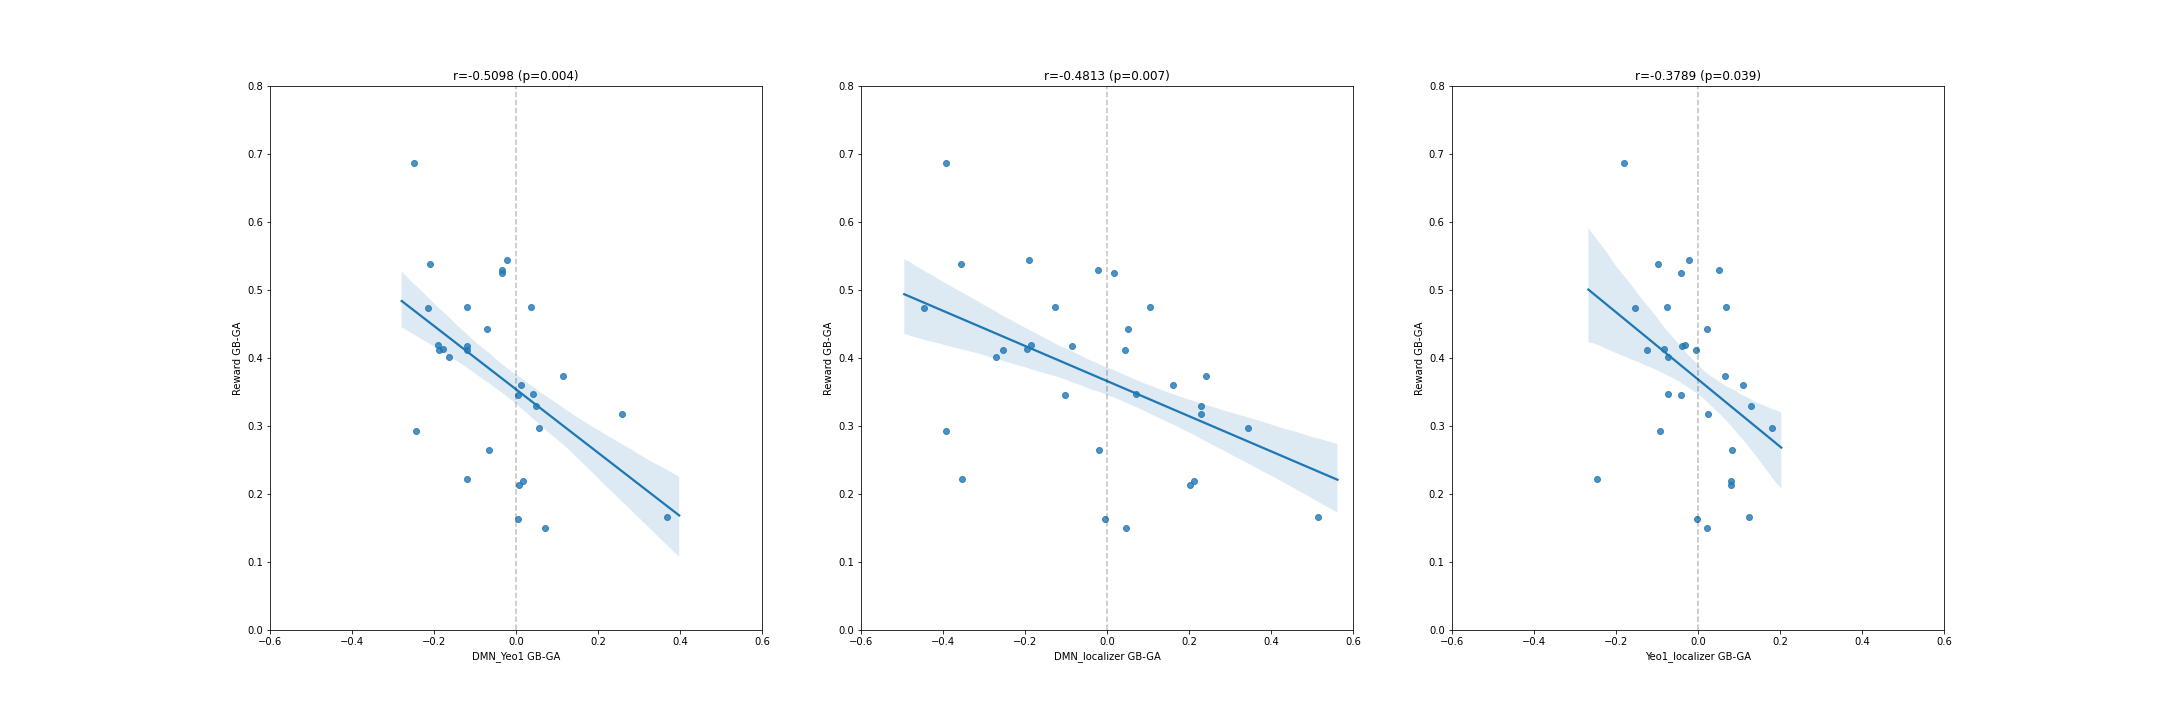 r=-0.5098 (p=0.004)
0.8
0.7
0.6
0.5
0.4
0.3
0.2
0.1
0.0
Reward GB-GA
−0.6 −0.4 −0.2 0.0 0.2 0.4 0.6
DMN_Yeo1 GB-GA
r=-0.4813 (p=0.007)
0.8
0.7
0.6
0.5
0.4
0.3
0.2
0.1
0.0
Reward GB-GA
−0.6 −0.4 −0.2 0.0 0.2 0.4 0.6
DMN_localizer GB-GA
r=-0.3789 (p=0.039)
0.8
0.7
0.6
0.5
0.4
0.3
0.2
0.1
0.0
Reward GB-GA
−0.6 −0.4 −0.2 0.0 0.2 0.4 0.6
Yeo1_localizer GB-GA